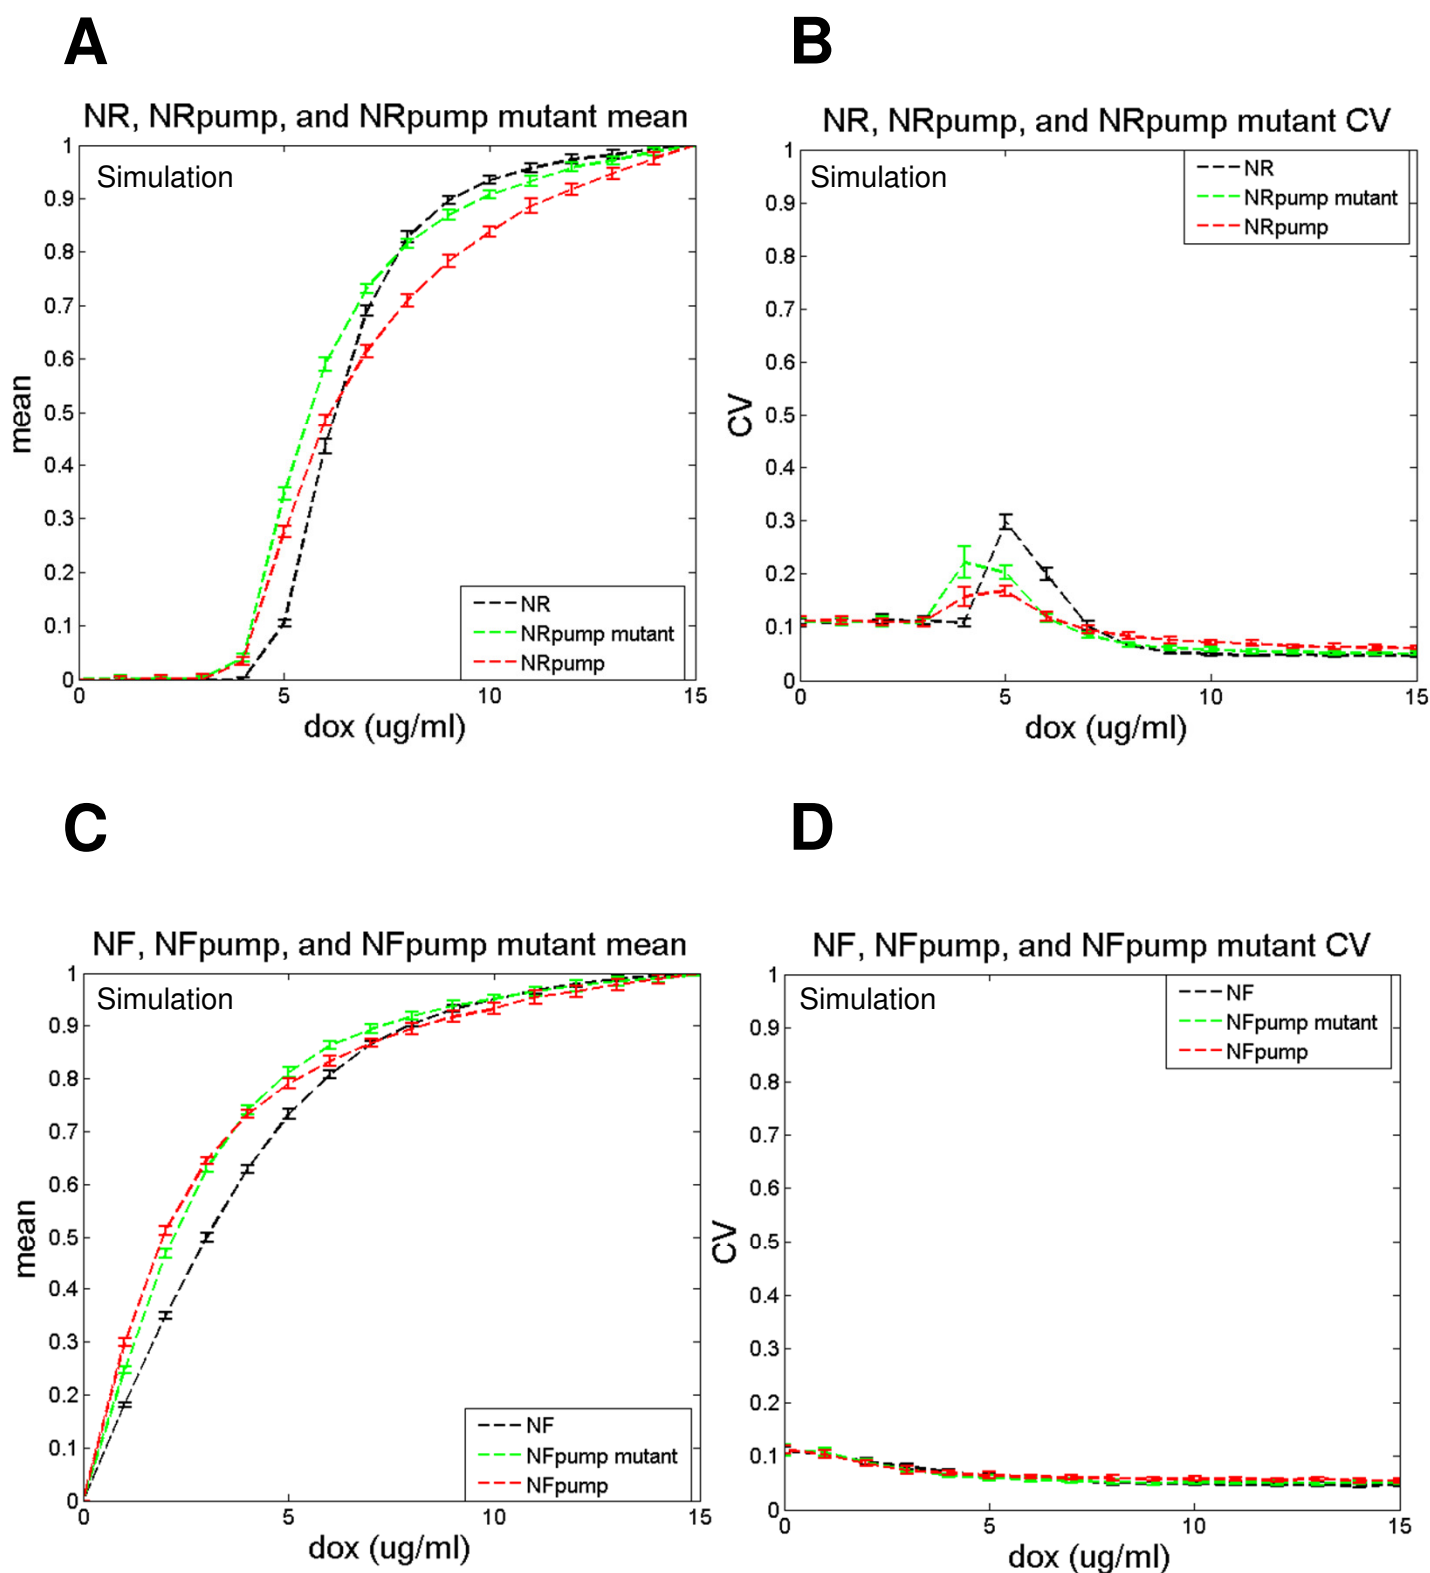 A
NR, NRpump, and NRpump mutant mean
Simulation
1
0.9
0.8
0.7
0.6
0.5
0.4
0.3
0.2
0.1
0
mean
NR
NRpump mutant
NRpump
0 5 10 15
dox (ug/ml)
B
NR, NRpump, and NRpump mutant CV
Simulation
1
0.9
0.8
0.7
0.6
0.5
0.4
0.3
0.2
0.1
0
CV
NR
NRpump mutant
NRpump
0 5 10 15
dox (ug/ml)
C
NF, NFpump, and NFpump mutant mean
Simulation
1
0.9
0.8
0.7
0.6
0.5
0.4
0.3
0.2
0.1
0
mean
NF
NFpump mutant
NFpump
0 5 10 15
dox (ug/ml)
D
NF, NFpump, and NFpump mutant CV
Simulation
1
0.9
0.8
0.7
0.6
0.5
0.4
0.3
0.2
0.1
0
CV
NF
NFpump mutant
NFpump
0 5 10 15
dox (ug/ml)